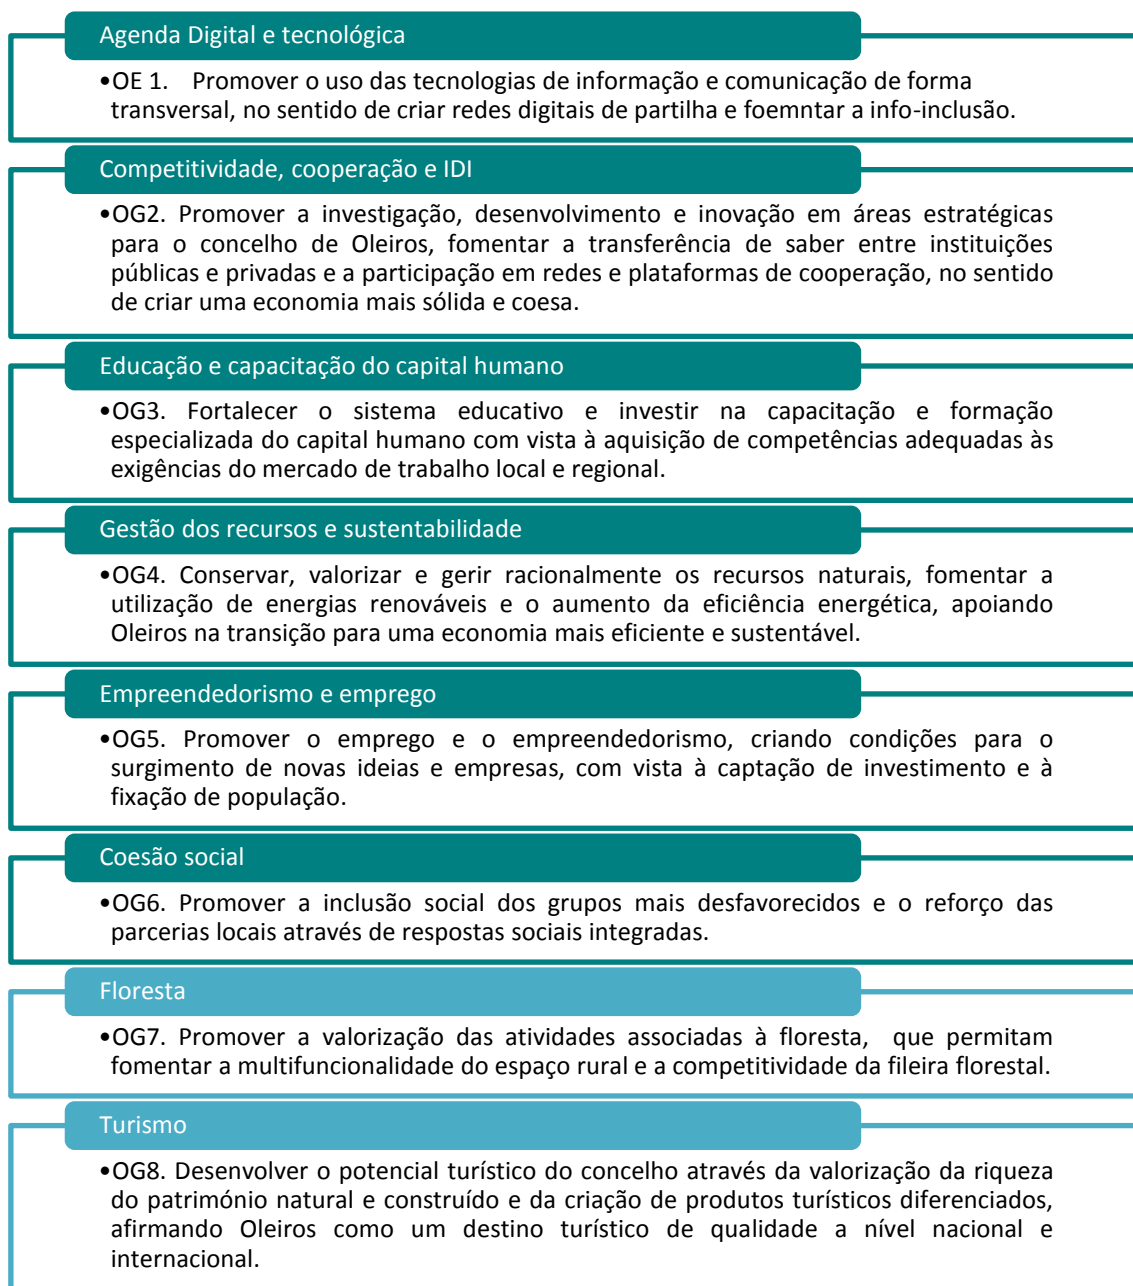 Agenda Digital e tecnológica
•OE 1. Promover o uso das tecnologias de informação e comunicação de forma
transversal, no sentido de criar redes digitais de partilha e foemntar a info-inclusão.
Competitividade, cooperação e IDI
•OG2. Promover a investigação, desenvolvimento e inovação em áreas estratégicas
para o concelho de Oleiros, fomentar a transferência de saber entre instituições
públicas e privadas e a participação em redes e plataformas de cooperação, no sentido
de criar uma economia mais sólida e coesa.
Educação e capacitação do capital humano
•OG3. Fortalecer o sistema educativo e investir na capacitação e formação
especializada do capital humano com vista à aquisição de competências adequadas às
exigências do mercado de trabalho local e regional.
Gestão dos recursos e sustentabilidade
•OG4. Conservar, valorizar e gerir racionalmente os recursos naturais, fomentar a
utilização de energias renováveis e o aumento da eficiência energética, apoiando
Oleiros na transição para uma economia mais eficiente e sustentável.
Empreendedorismo e emprego
•OG5. Promover o emprego e o empreendedorismo, criando condições para o
surgimento de novas ideias e empresas, com vista à captação de investimento e à
fixação de população.
Coesão social
•OG6. Promover a inclusão social dos grupos mais desfavorecidos e o reforço das
parcerias locais através de respostas sociais integradas.
Floresta
•OG7. Promover a valorização das atividades associadas à floresta, que permitam
fomentar a multifuncionalidade do espaço rural e a competitividade da fileira florestal.
Turismo
•OG8. Desenvolver o potencial turístico do concelho através da valorização da riqueza
do património natural e construído e da criação de produtos turísticos diferenciados,
afirmando Oleiros como um destino turístico de qualidade a nível nacional e
internacional.